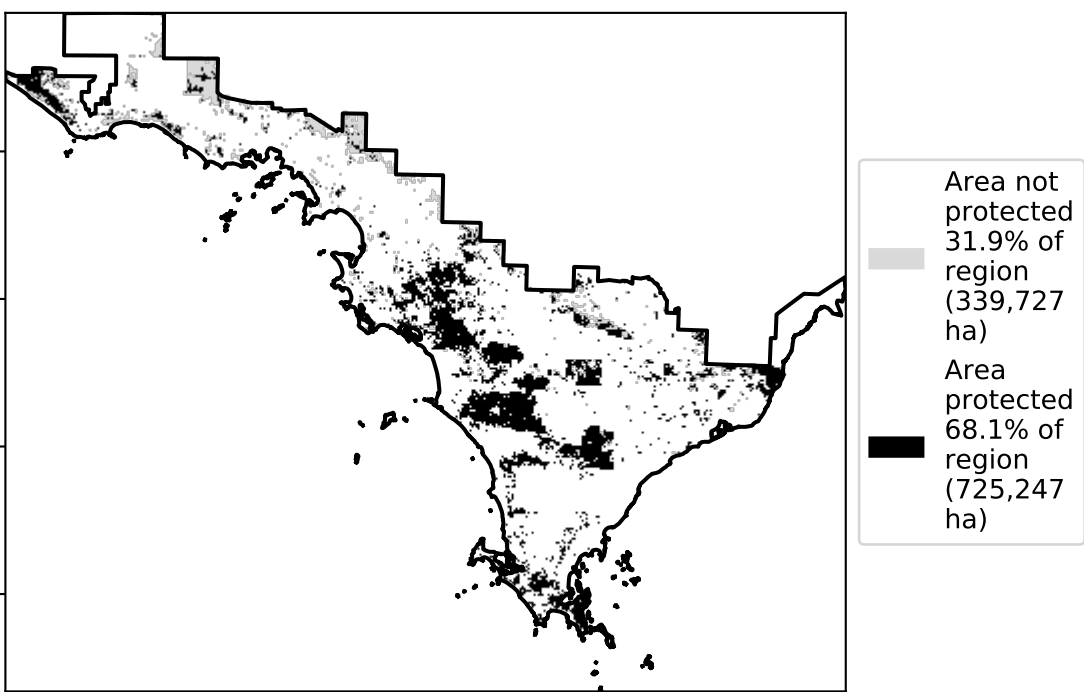 Area not
protected
31.9% of
region
(339,727
ha)
Area
protected
68.1% of
region
(725,247
ha)